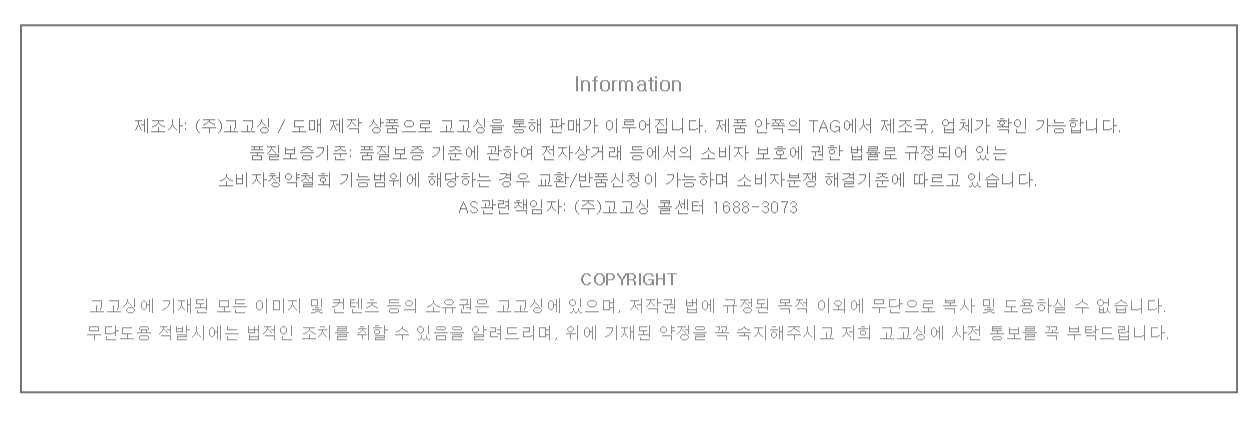 Information
제조사: (주)고고싱 / 도매 제작 상품으로 고고싱을 통해 판매가 이루어집니다. 제품 안쪽의 TAG에서 제조국, 업체가 확인 가능합니다.
품질보증기준: 품질보증 기준에 관하여 전자상거래 등에서의 소비자 보호에 권한 법률로 규정되어 있는
소비자청약철회 기능범위에 해당하는 경우 교환/반품신청이 가능하며 소비자분쟁 해결기준에 따르고 있습니다.
AS관련책임자: (주)고고싱 콜센터 1688-3073
COPYRIGHT
고고싱에 기재된 모든 이미지 및 컨텐츠 등의 소유권은 고고싱에 있으며, 저작권 법에 규정된 목적 이외에 무단으로 복사 및 도용하실 수 없습니다.
무단도용 적발시에는 법적인 조치를 취할 수 있음을 알려드리며, 위에 기재된 약정을 꼭 숙지해주시고 저희 고고싱에 사전 통보를 꼭 부탁드립니다.